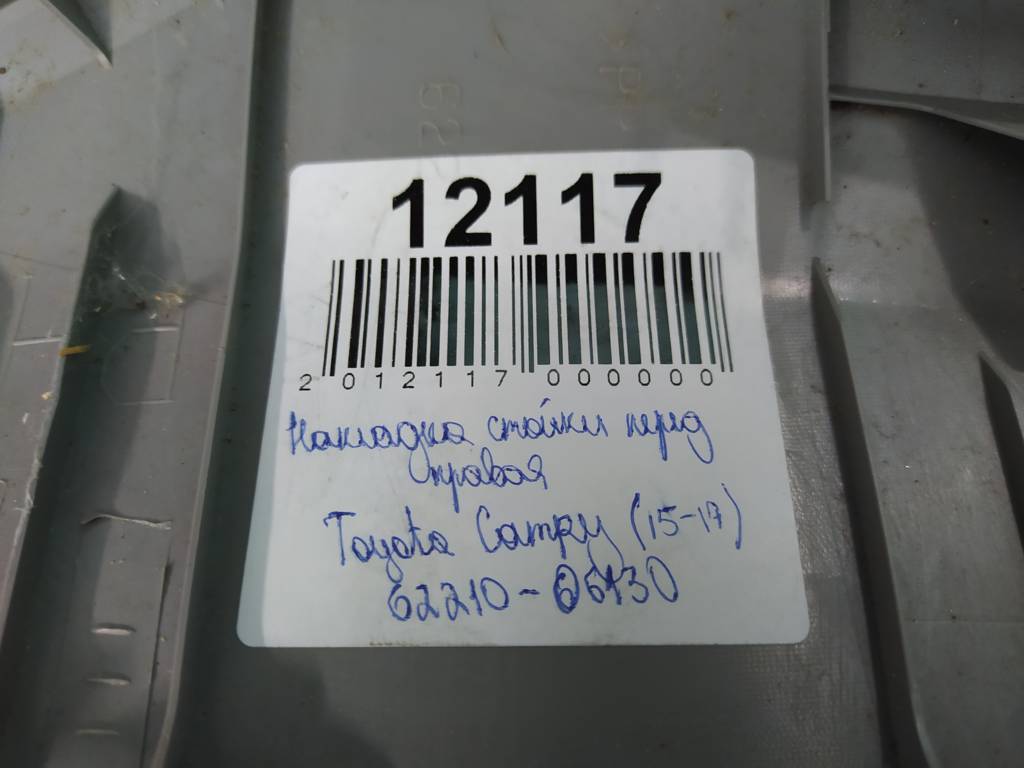 12117
2 012117 000000
Накладка стойки перед
правая
Toyota Camry (15-17)
62210-06130